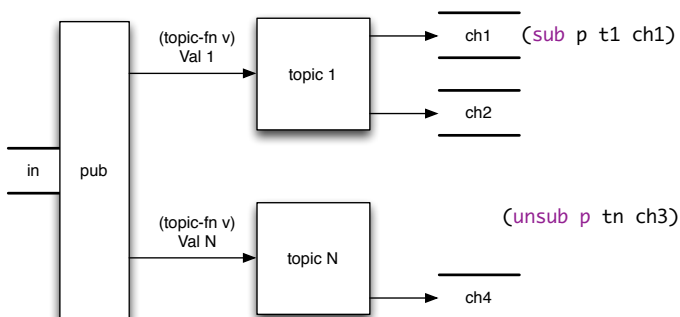 (topic-fn v)
Val 1
ch1
(sub p t1 ch1)
topic 1
ch2
in
pub
(topic-fn v)
Val N
(unsub p tn ch3)
topic N
ch4